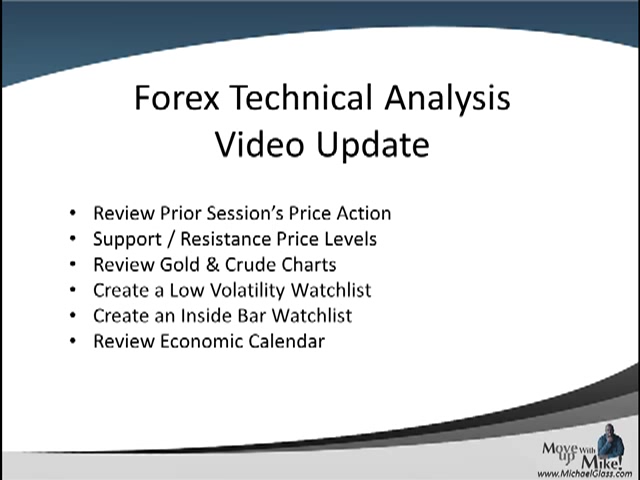 Forex Technical Analysis
Video Update
• Review Prior Session's Price Action
• Support / Resistance Price Levels
• Review Gold & Crude Charts
• Create a Low Volatility Watchlist
• Create an Inside Bar Watchlist
• Review Economic Calendar
Move up With Mike!
www.MichaelGlass.com